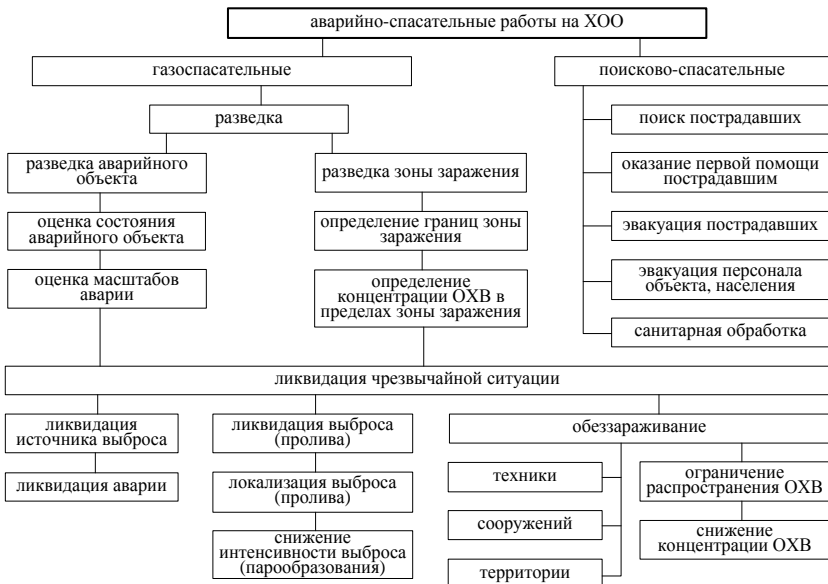 аварийно-спасательные работы на ХОО
газоспасательные
поисково-спасательные
разведка
поиск пострадавших
разведка аварийного
объекта
разведка зоны заражения
оказание первой помощи
пострадавшим
оценка состояния
аварийного объекта
определение границ зоны
заражения
эвакуация пострадавших
оценка масштабов
аварии
определение
концентрации ОХВ в
пределах зоны заражения
эвакуация персонала
объекта, населения
санитарная обработка
ликвидация чрезвычайной ситуации
ликвидация
источника выброса
ликвидация выброса
(пролива)
обеззараживание
ликвидация аварии
локализация выброса
(пролива)
техники
ограничение
распространения ОХВ
снижение
интенсивности выброса
(парообразования)
сооружений
снижение
концентрации ОХВ
территории